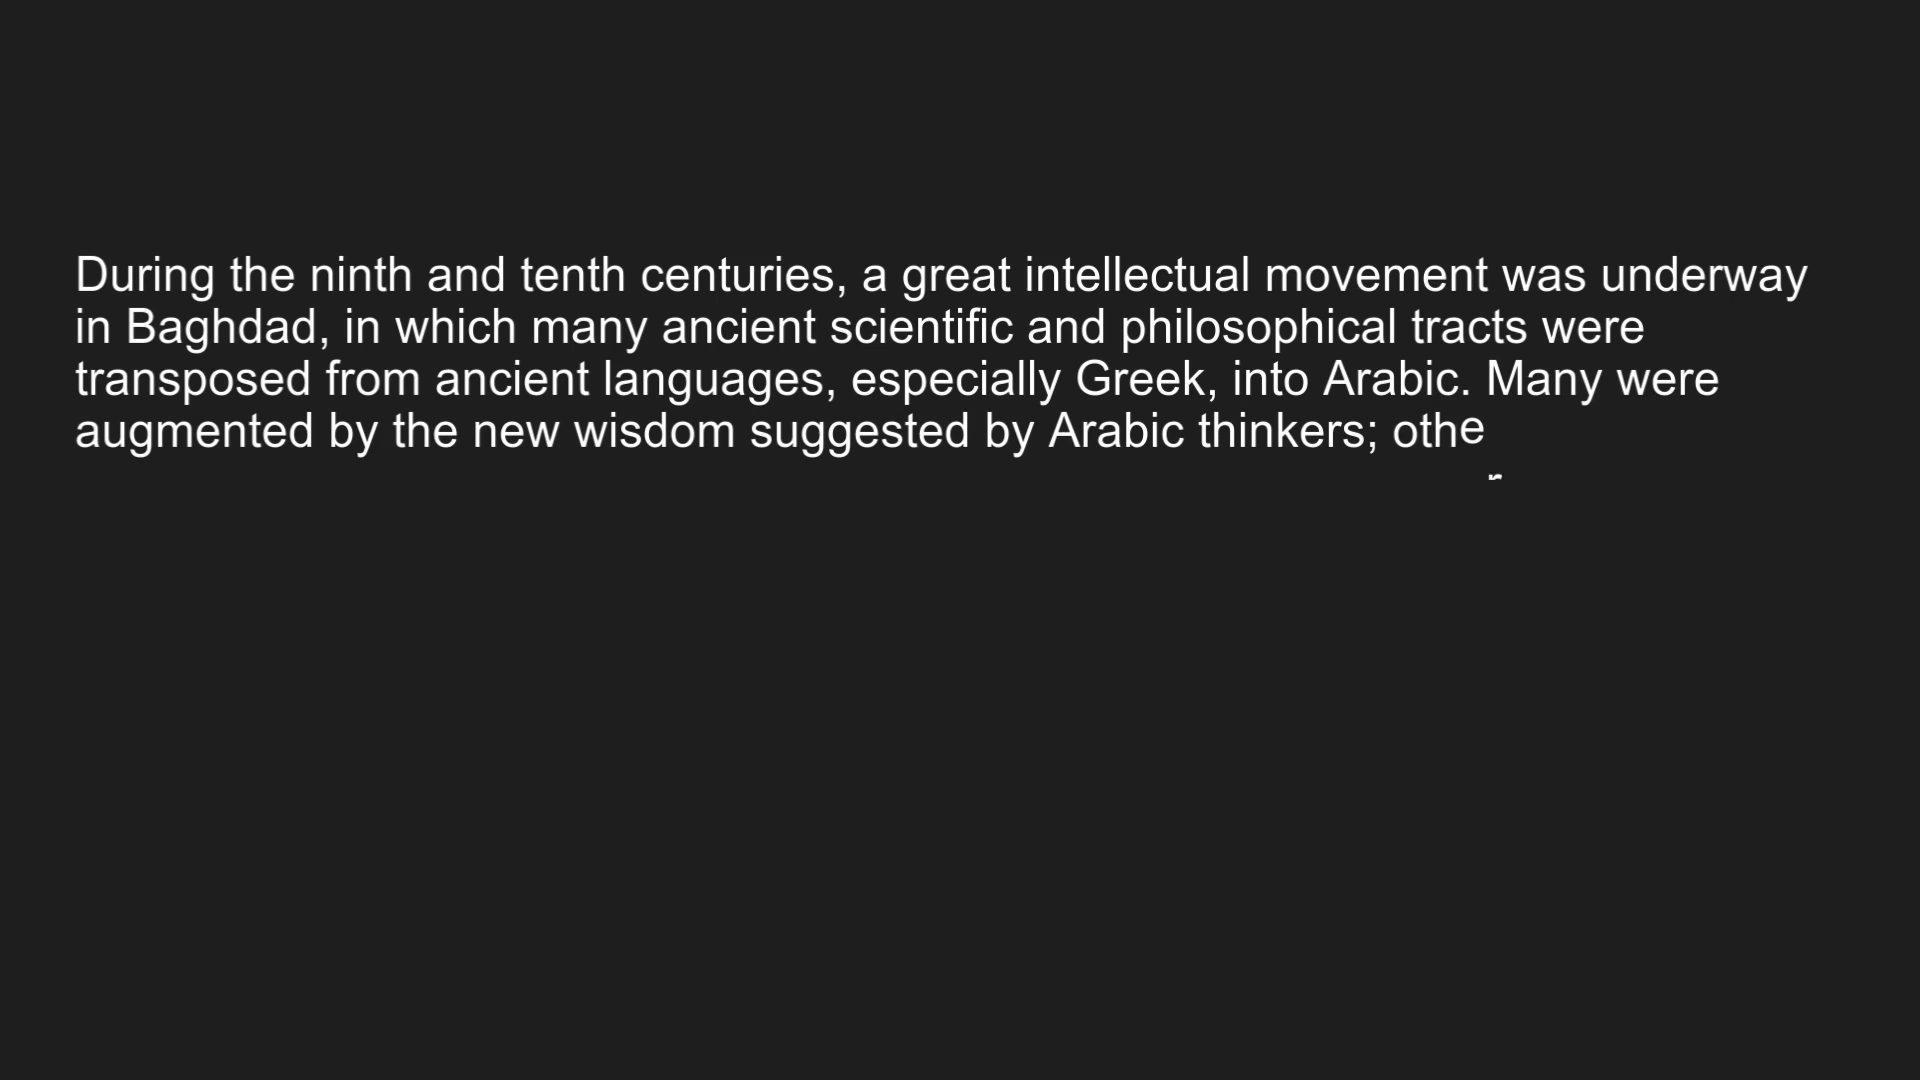 During the ninth and tenth centuries, a great intellectual movement was underway
in Baghdad, in which many ancient scientific and philosophical tracts were
transposed from ancient languages, especially Greek, into Arabic. Many were
augmented by the new wisdom suggested by Arabic thinkers; other